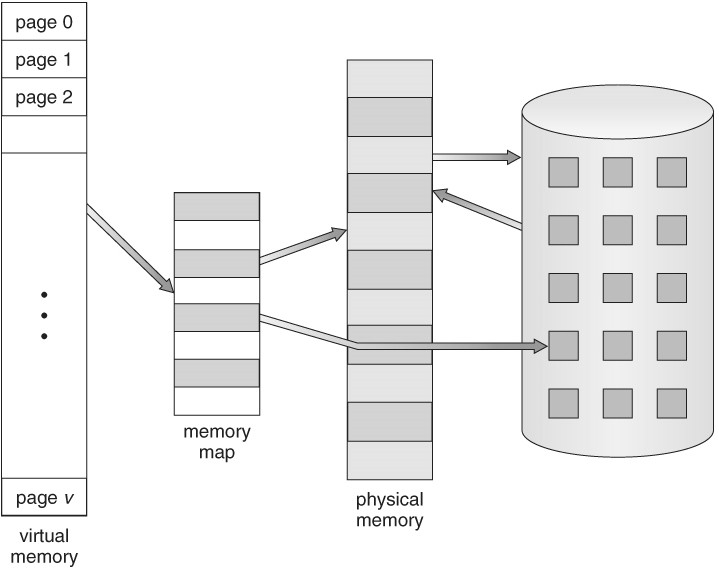 page 0
page 1
page 2
page v
virtual
memory
memory
map
physical
memory